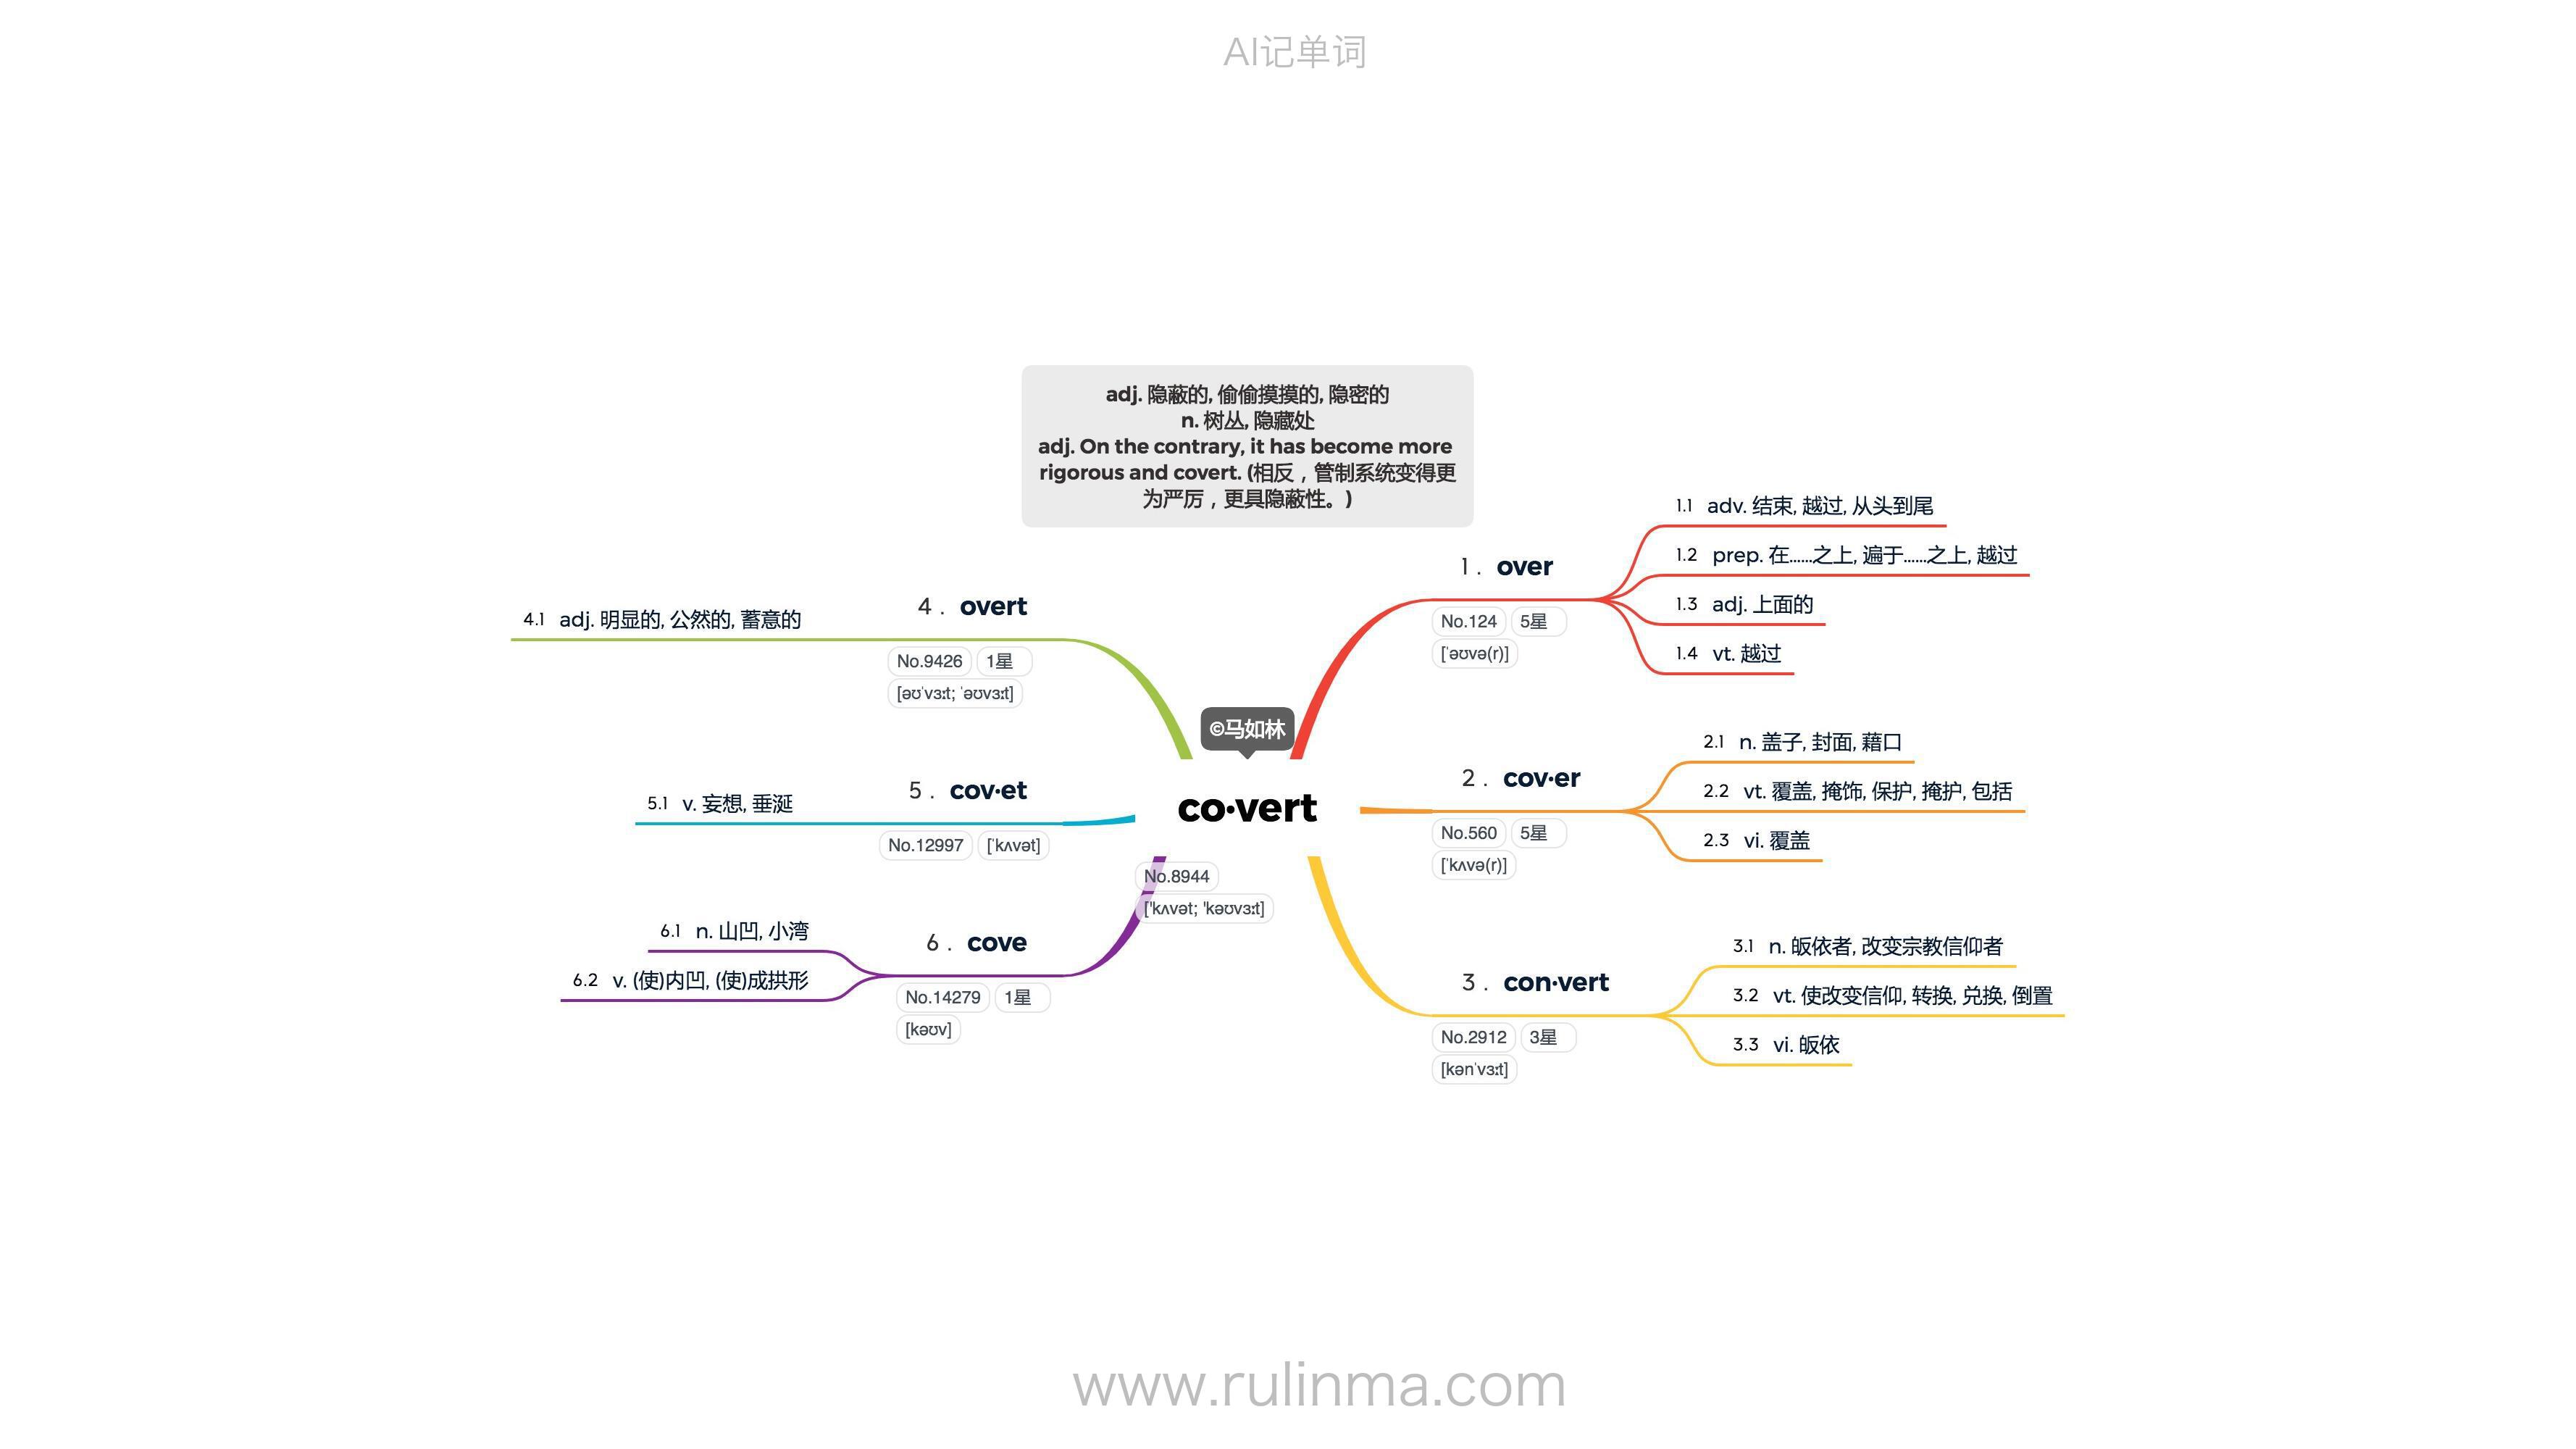 AI记单词
adj. 隐蔽的, 偷偷摸摸的, 隐密的
n. 树丛, 隐藏处
adj. On the contrary, it has become more
rigorous and covert. (相反，管制系统变得更
为严厉，更具隐蔽性。)
©马如林
co·vert
No.8944
['kʌvət; 'kəʊvɜːt]
1. over
No.124 5星
[ˈəʊvə(r)]
1.1 adv. 结束, 越过, 从头到尾
1.2 prep. 在......之上, 遍于......之上, 越过
1.3 adj. 上面的
1.4 vt. 越过
2. cov·er
No.560 5星
[ˈkʌvə(r)]
2.1 n. 盖子, 封面, 藉口
2.2 vt. 覆盖, 掩饰, 保护, 掩护, 包括
2.3 vi. 覆盖
3. con·vert
No.2912 3星
[kənˈvɜːt]
3.1 n. 皈依者, 改变宗教信仰者
3.2 vt. 使改变信仰, 转换, 兑换, 倒置
3.3 vi. 皈依
4. overt
No.9426 1星
[əʊˈvɜːt; ˈəʊvɜːt]
4.1 adj. 明显的, 公然的, 蓄意的
5. cov·et
No.12997 [ˈkʌvət]
5.1 v. 妄想, 垂涎
6. cove
No.14279 1星
[kəʊv]
6.1 n. 山凹, 小湾
6.2 v. (使)内凹, (使)成拱形
www.rulinma.com